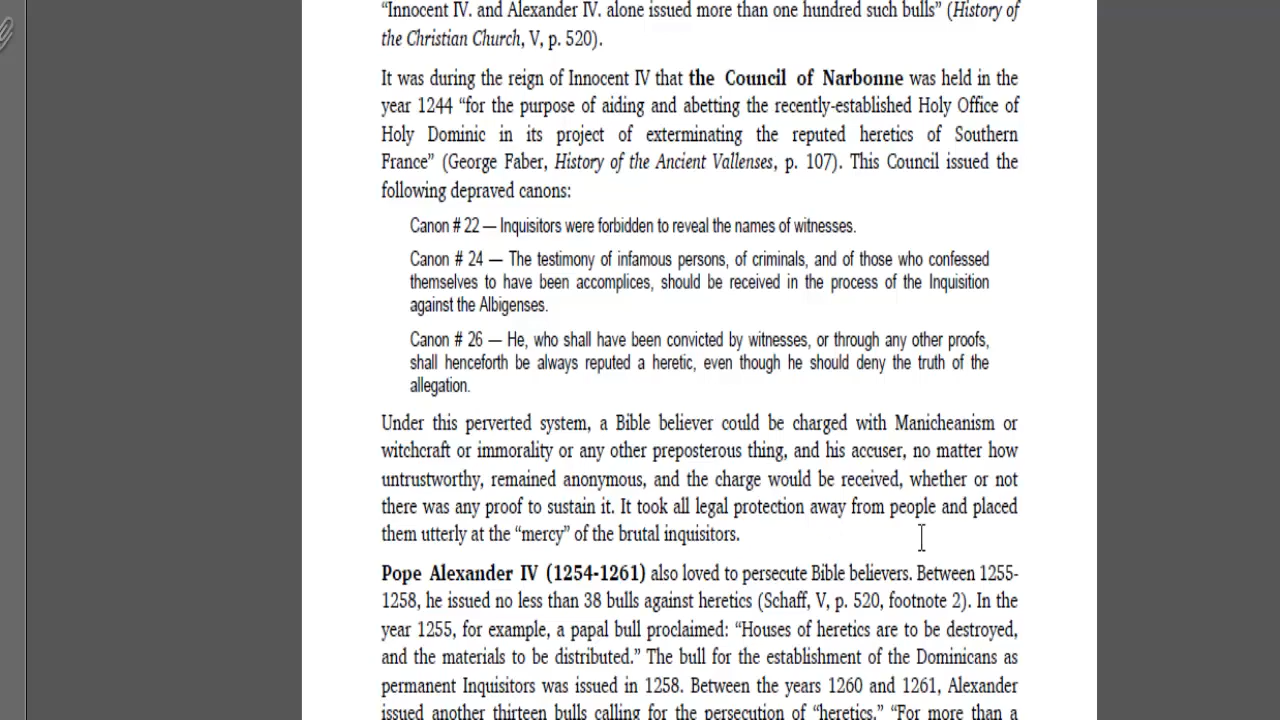 “Innocent IV. and Alexander IV. alone issued more than one hundred such bulls” (History of
the Christian Church, V, p. 520).
It was during the reign of Innocent IV that the Council of Narbonne was held in the
year 1244 “for the purpose of aiding and abetting the recently-established Holy Office of
Holy Dominic in its project of exterminating the reputed heretics of Southern
France” (George Faber, History of the Ancient Vallenses, p. 107). This Council issued the
following depraved canons:
Canon # 22 — Inquisitors were forbidden to reveal the names of witnesses.
Canon # 24 — The testimony of infamous persons, of criminals, and of those who confessed
themselves to have been accomplices, should be received in the process of the Inquisition
against the Albigenses.
Canon # 26 — He, who shall have been convicted by witnesses, or through any other proofs,
shall henceforth be always reputed a heretic, even though he should deny the truth of the
allegation.
Under this perverted system, a Bible believer could be charged with Manicheanism or
witchcraft or immorality or any other preposterous thing, and his accuser, no matter how
untrustworthy, remained anonymous, and the charge would be received, whether or not
there was any proof to sustain it. It took all legal protection away from people and placed
them utterly at the “mercy” of the brutal inquisitors.
Pope Alexander IV (1254-1261) also loved to persecute Bible believers. Between 1255-
1258, he issued no less than 38 bulls against heretics (Schaff, V, p. 520, footnote 2). In the
year 1255, for example, a papal bull proclaimed: “Houses of heretics are to be destroyed,
and the materials to be distributed.” The bull for the establishment of the Dominicans as
permanent Inquisitors was issued in 1258. Between the years 1260 and 1261, Alexander
issued another thirteen bulls calling for the persecution of “heretics.” “For more than a